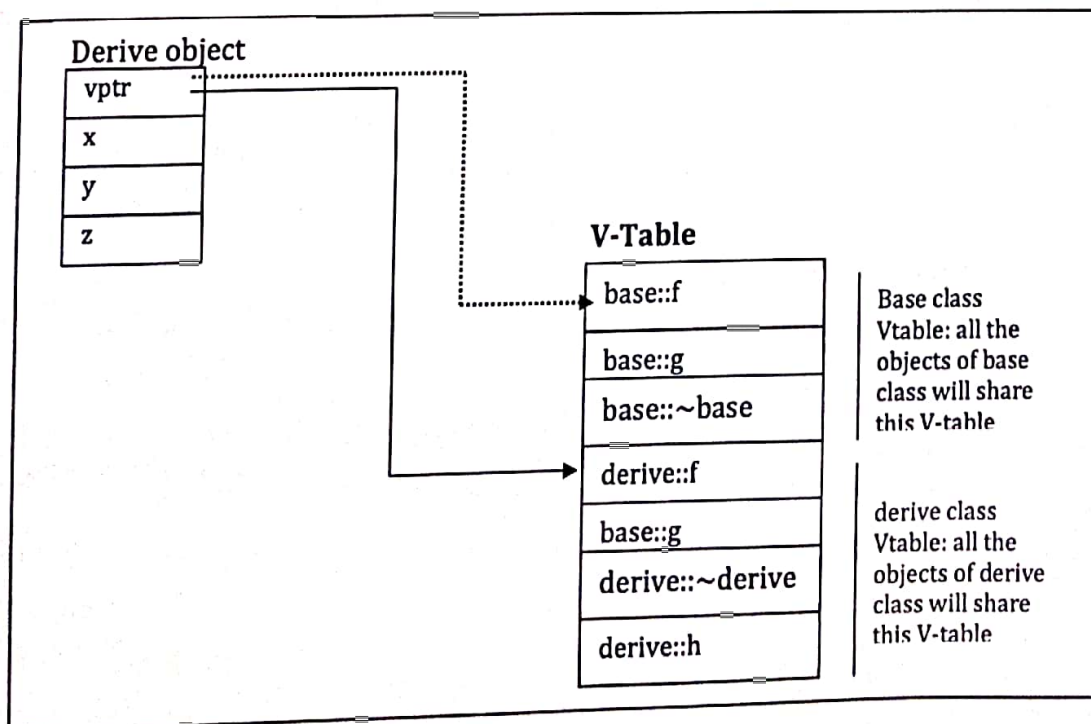 Derive object
vptr
x
y
z
V-Table
base::f
base::g
base::~base
derive::f
base::g
derive::~derive
derive::h
Base class
Vtable: all the
objects of base
class will share
this V-table
derive class
Vtable: all the
objects of derive
class will share
this V-table